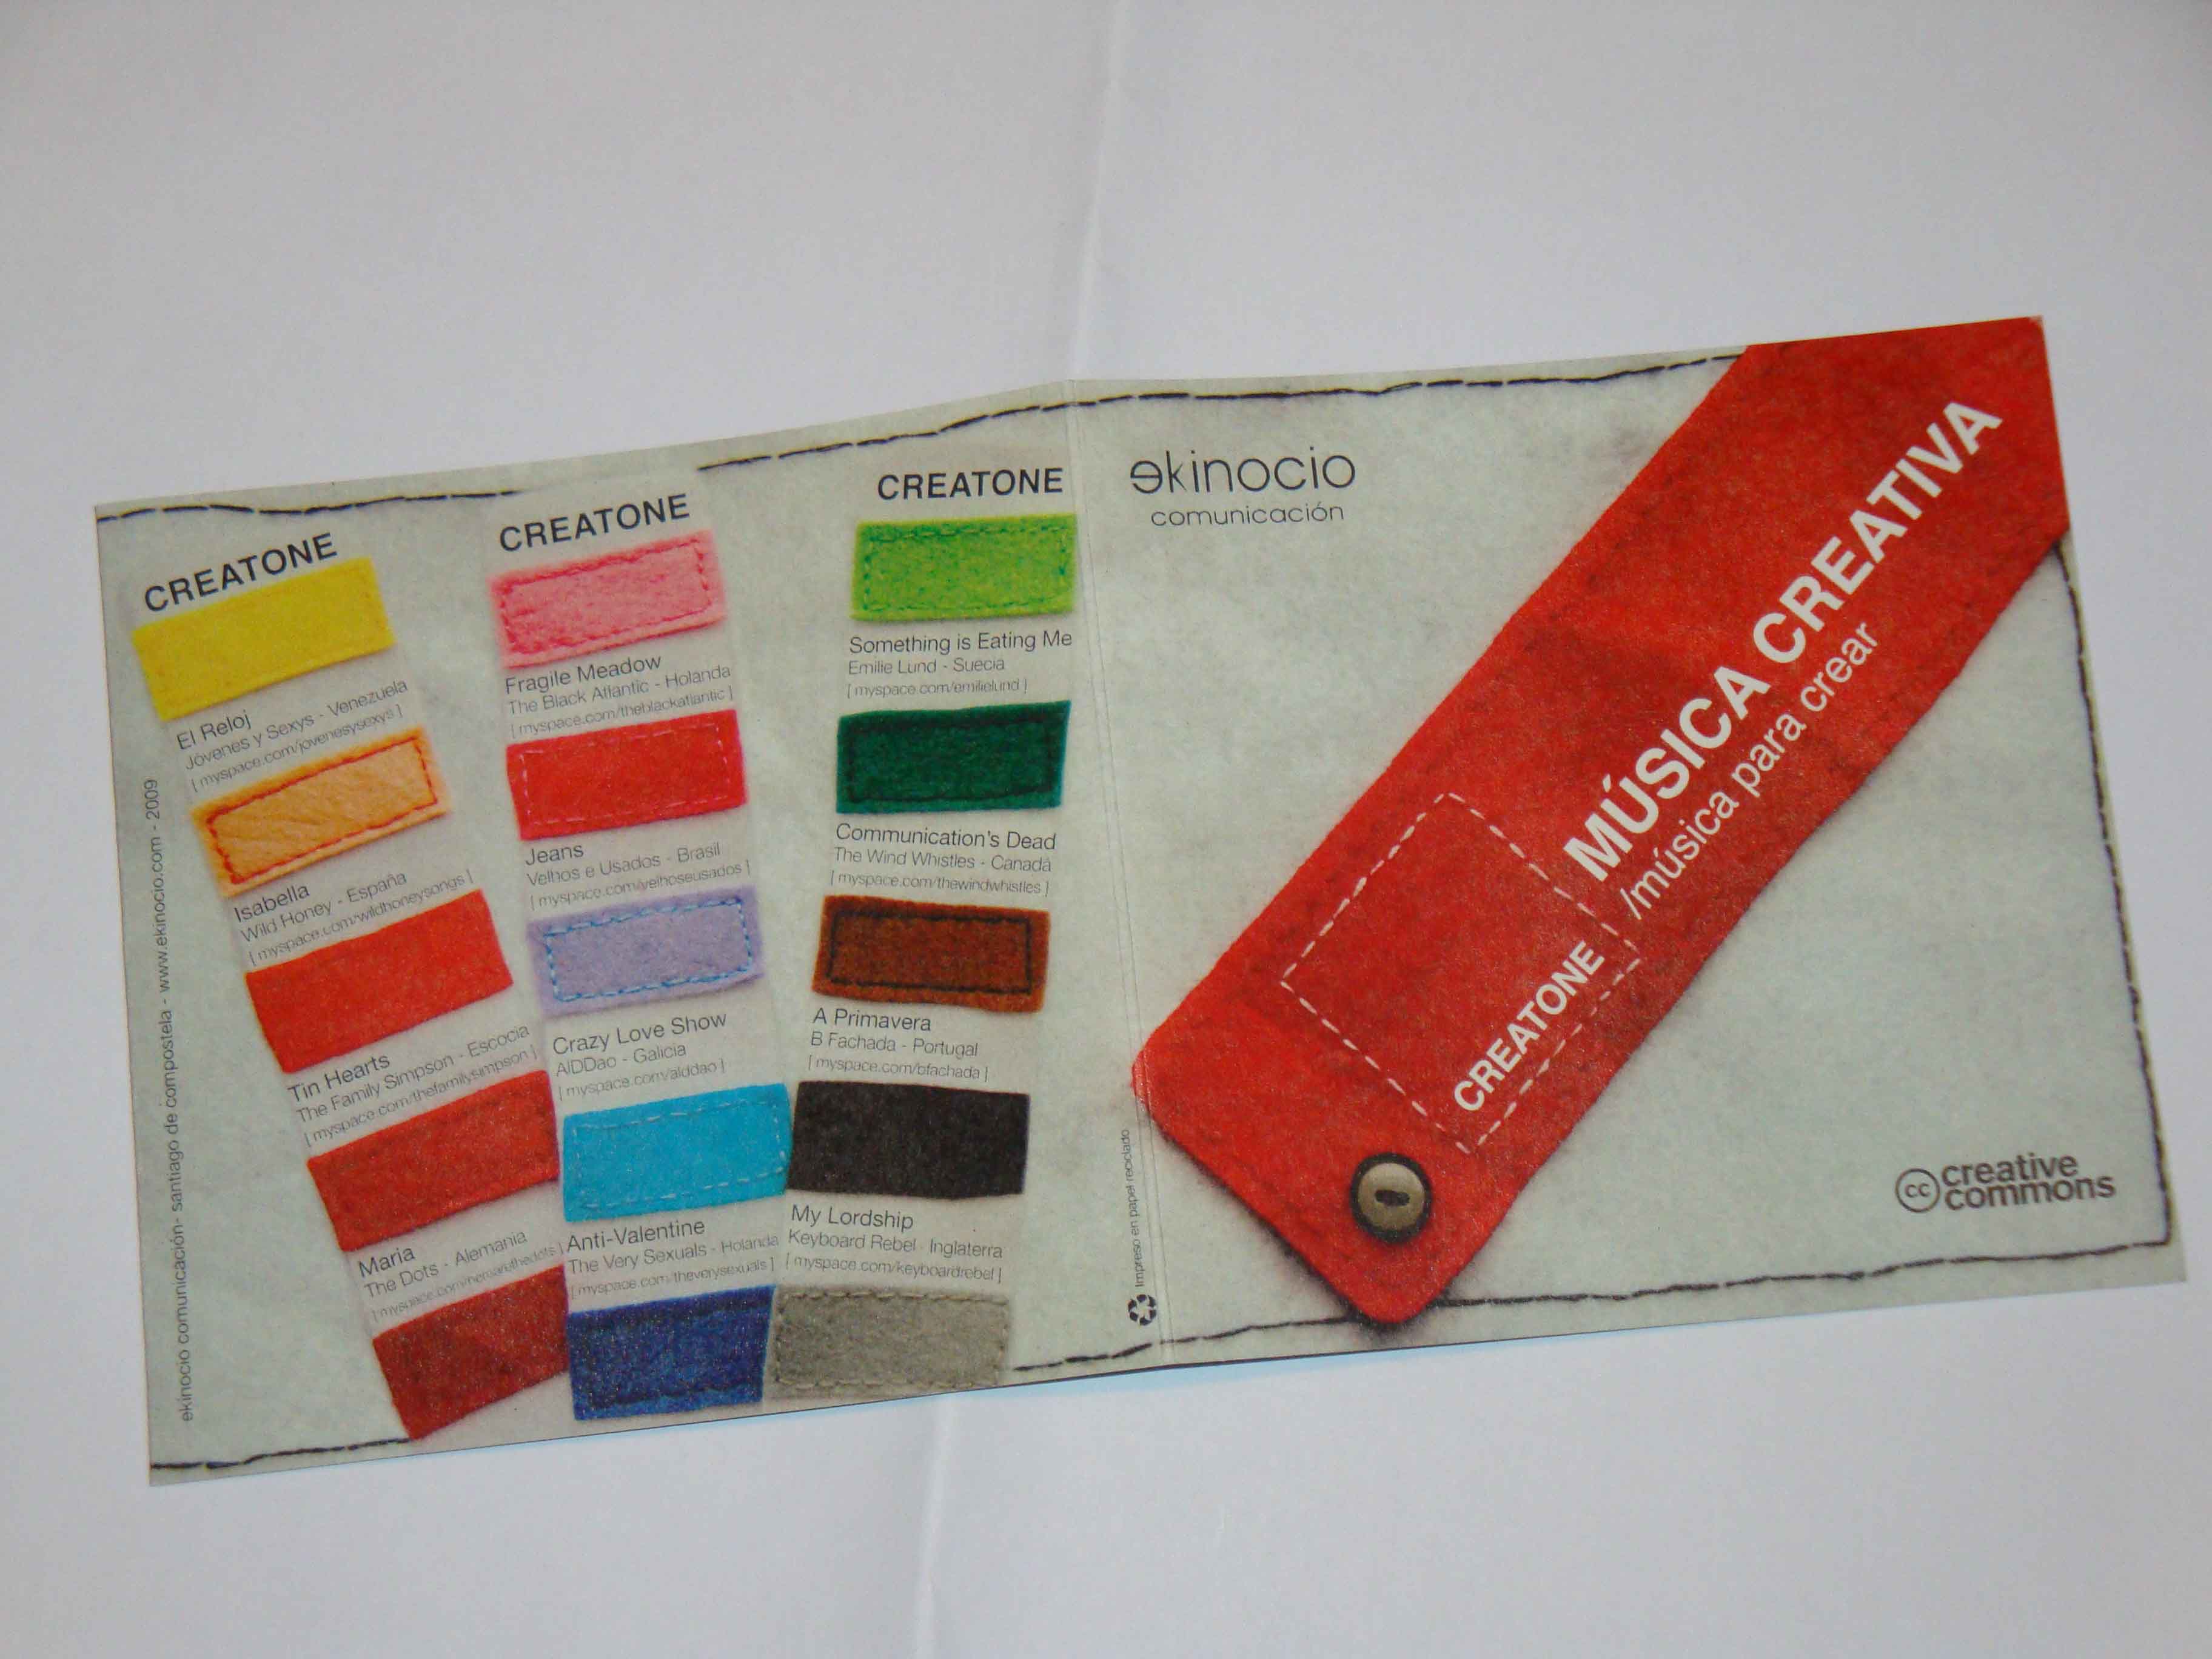 CREATONE
El Reloj
Jóvenes y Sexys - Venezuela
[ myspace.com/jovenesysexys ]
Isabella
Wild Honey - España
[ myspace.com/wildhoneysongs ]
Tin Hearts
The Family Simpson - Escocia
[ myspace.com/thefamilysimpson ]
Maria
The Dots - Alemania
CREATONE
Fragile Meadow
The Black Atlantic - Holanda
[ myspace.com/theblackatlantic ]
Jeans
Velhos e Usados - Brasil
[ myspace.com/velhoseusados ]
Crazy Love Show
AlDDao - Galicia
[ myspace.com/alddao ]
Anti-Valentine
The Very Sexuals - Holanda
[ myspace.com/theverysexuals ]
CREATONE
Something is Eating Me
Emilie Lund - Suecia
[ myspace.com/emilielund ]
Communication's Dead
The Wind Whistles - Canadá
[ myspace.com/thewindwhistles ]
A Primavera
B Fachada - Portugal
[ myspace.com/bfachada ]
My Lordship
Keyboard Rebel - Inglaterra
[ myspace.com/keyboardrebel ]
ekinocio comunicación- santiago de compostela - www.ekinocio.com - 2009
Impreso en papel reciclado
ekinocio
comunicación
MÚSICA CREATIVA
/música para crear
CREATONE
cc creative
commons